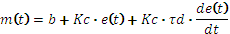 m(t) = b + Kc · e(t) + Kc · τd · de(t)/dt